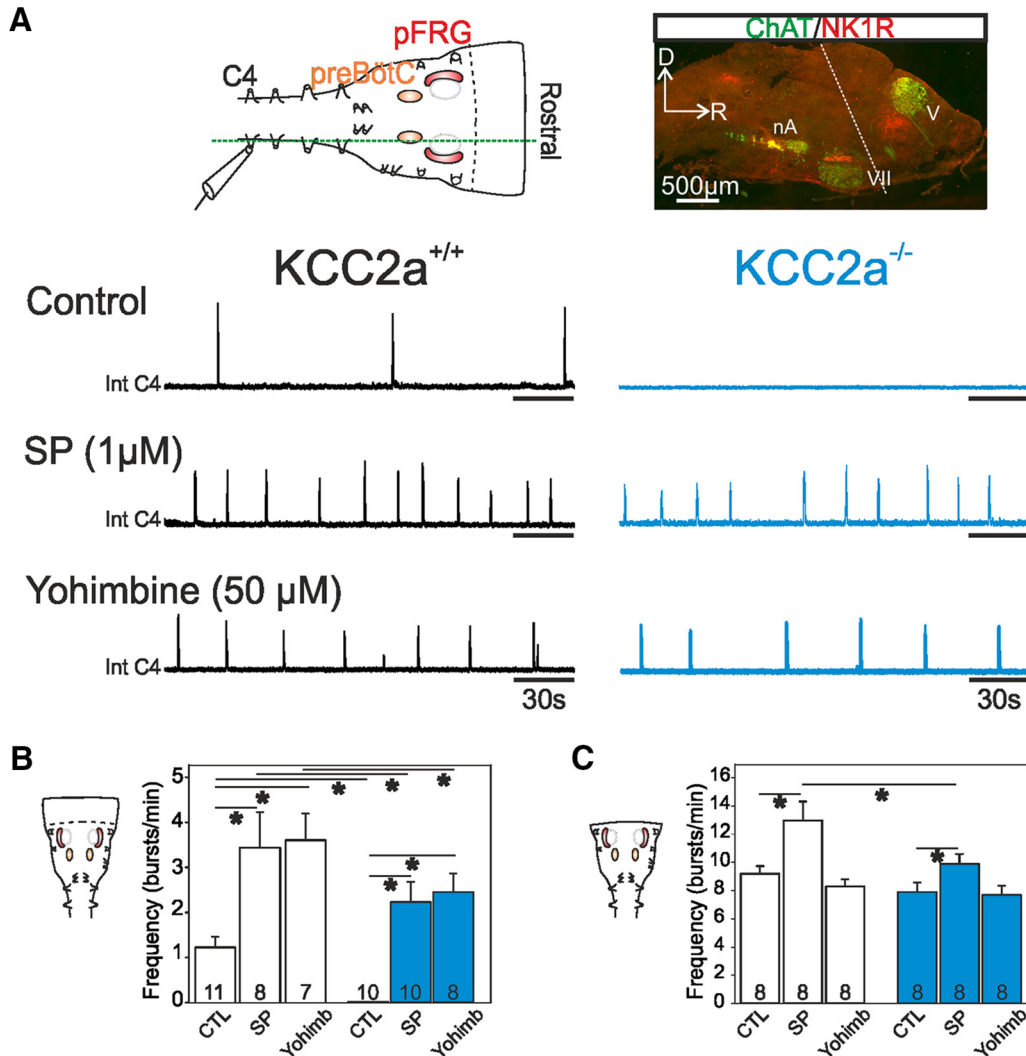 A
pFRG
C4
preBötC
Rostral
ChAT/NK1R
D
R
nA
V
VII
500µm
KCC2a+/+
KCC2a-/-
Control
Int C4
SP (1µM)
Int C4
Int C4
Yohimbine (50 µM)
Int C4
30s
30s
B
Frequency (bursts/min)
5
4
3
2
1
0
* * * * * * *
11 8 7 10 10 8
CTL SP Yohimb CTL SP Yohimb
C
Frequency (bursts/min)
16
14
12
10
8
6
4
2
0
* * *
8 8 8 8 8 8
CTL SP Yohimb CTL SP Yohimb